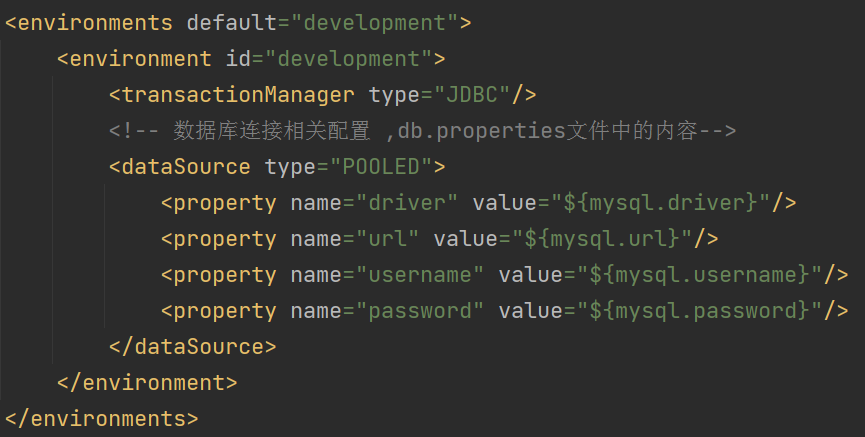 <environments default="development">
<environment id="development">
<transactionManager type="JDBC"/>
<!-- 数据库连接相关配置 ,db.properties文件中的内容-->
<dataSource type="POOLED">
<property name="driver" value="${mysql.driver}"/>
<property name="url" value="${mysql.url}"/>
<property name="username" value="${mysql.username}"/>
<property name="password" value="${mysql.password}"/>
</dataSource>
</environment>
</environments>